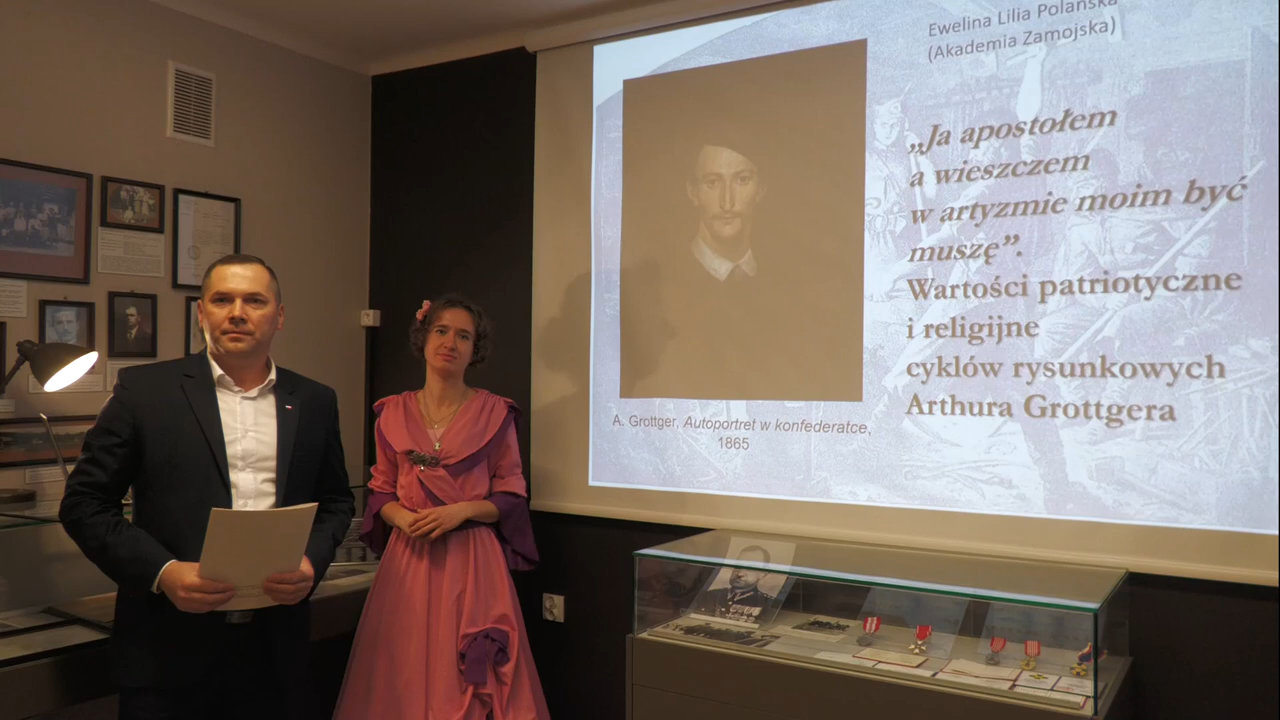 Ewelina Lilia Polańska
(Akademia Zamojska)
„Ja apostołem
a wieszczem
w artyzmie moim być
muszę”.
Wartości patriotyczne
i religijne
cyklów rysunkowych
Arthura Grottgera
A. Grottger, Autoportret w konfederatce,
1865